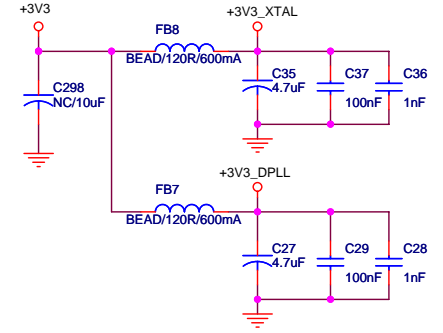 +3V3
+3V3_XTAL
FB8
BEAD/120R/600mA
C298
NC/10uF
C35
4.7uF
C37
100nF
C36
1nF
+3V3_DPLL
FB7
BEAD/120R/600mA
C27
4.7uF
C29
100nF
C28
1nF